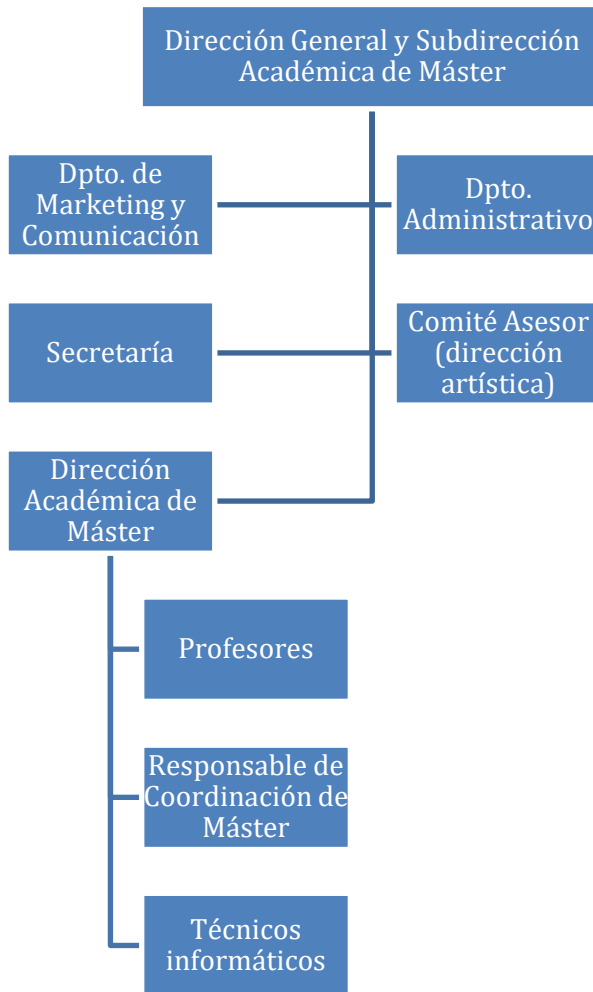 Dirección General y Subdirección
Académica de Máster
Dpto. de
Marketing y
Comunicación
Dpto.
Administrativo
Secretaría
Comité Asesor
(dirección
artística)
Dirección
Académica de
Máster
Profesores
Responsable de
Coordinación de
Máster
Técnicos
informáticos